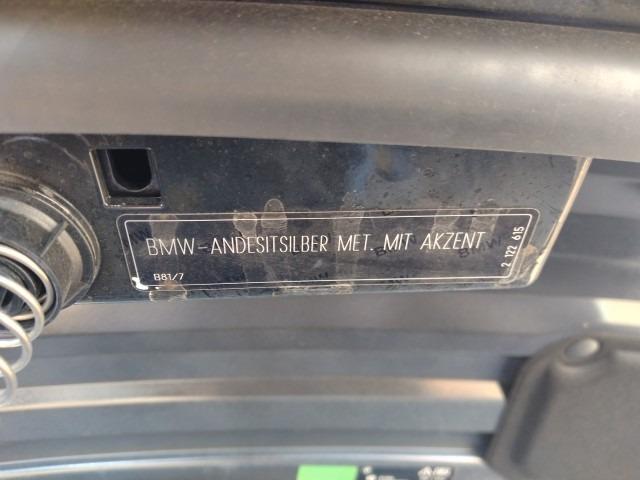 BMW-ANDESITSILBER MET. MIT AKZENT
B81/7
2 122 615